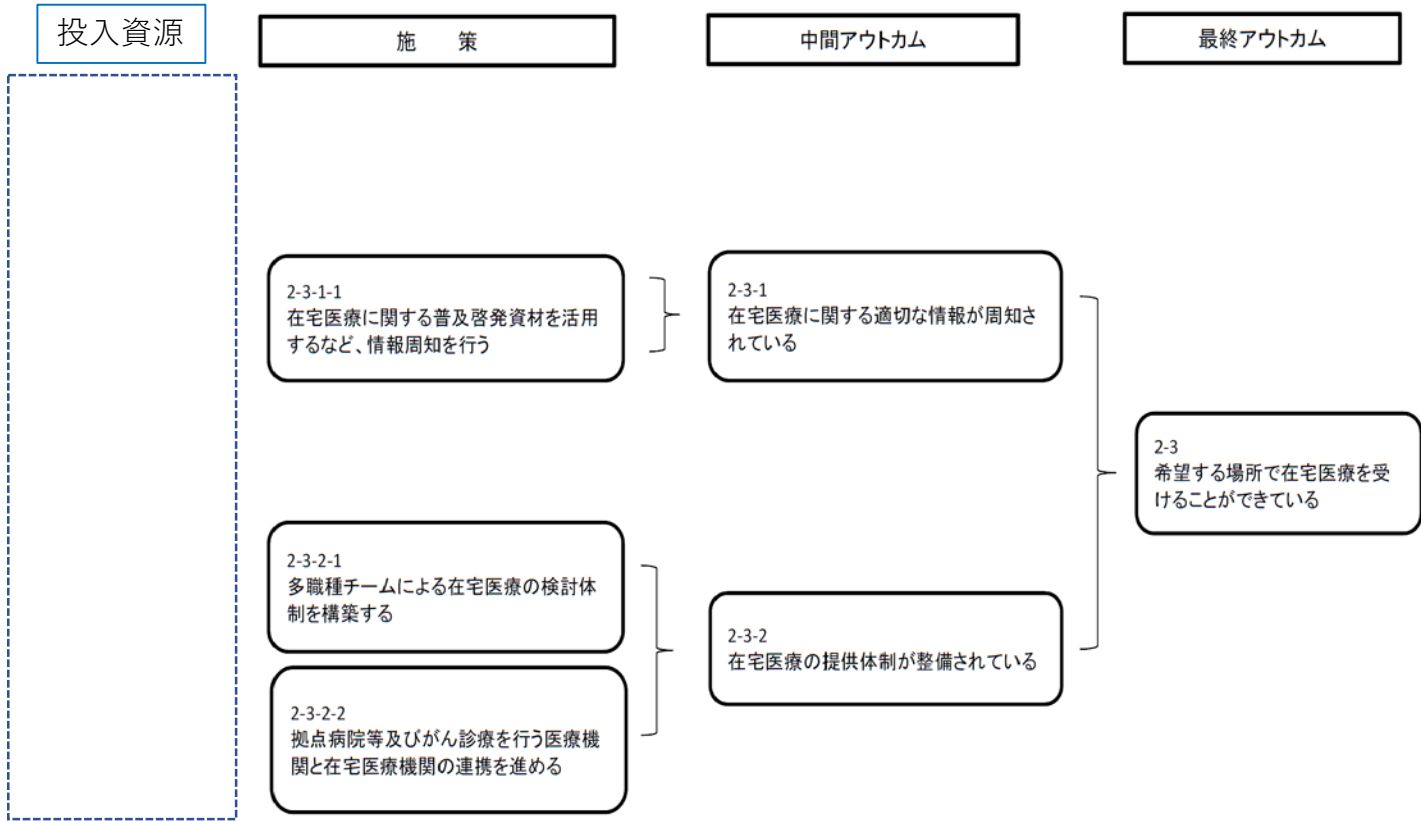 投入資源
施　策
中間アウトカム
最終アウトカム
2-3-1-1
在宅医療に関する普及啓発資材を活用
するなど、情報周知を行う
2-3-1
在宅医療に関する適切な情報が周知さ
れている
2-3
希望する場所で在宅医療を受
けることができている
2-3-2-1
多職種チームによる在宅医療の検討体
制を構築する
2-3-2
在宅医療の提供体制が整備されている
2-3-2-2
拠点病院等及びがん診療を行う医療機
関と在宅医療機関の連携を進める